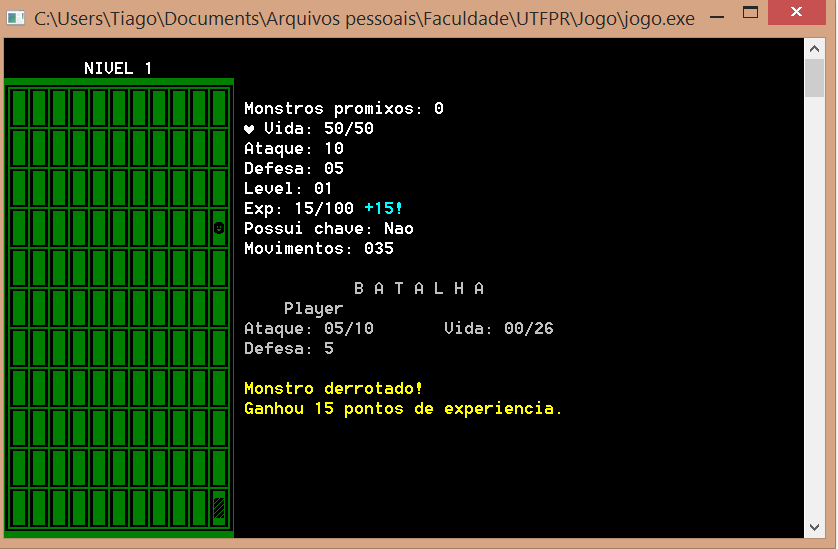 C:\Users\Tiago\Documents\Arquivos pessoais\Faculdade\UTFPR\Jogo\jogo.exe
NIVEL 1
Monstros promixos: 0
♥ Vida: 50/50
Ataque: 10
Defesa: 05
Level: 01
Exp: 15/100 +15!
Possui chave: Nao
Movimentos: 035
B A T A L H A
Player
Ataque: 05/10 Vida: 00/26
Defesa: 5
Monstro derrotado!
Ganhou 15 pontos de experiencia.